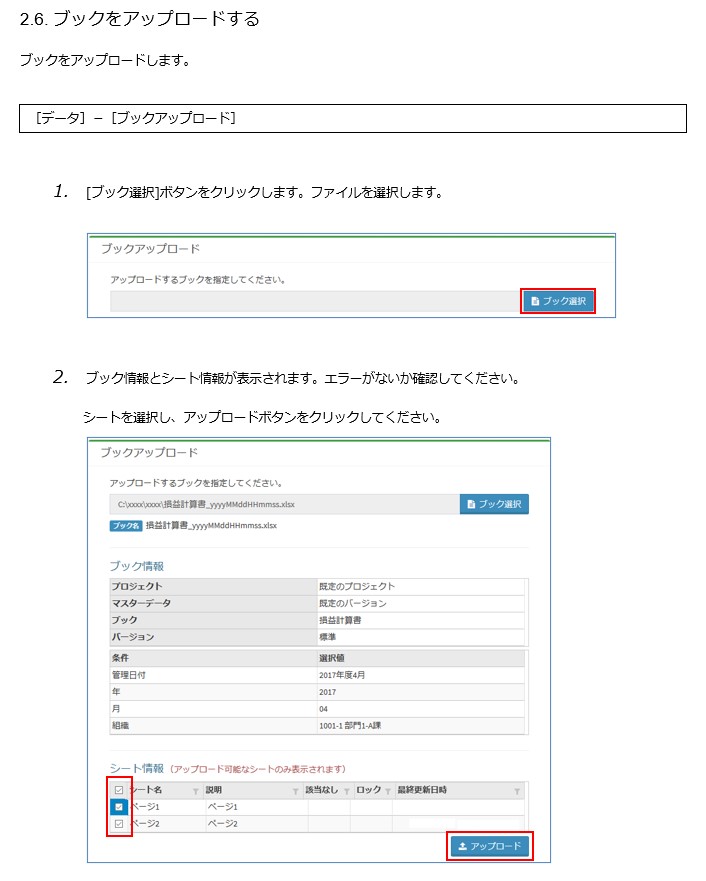 2.6. ブックをアップロードする
ブックをアップロードします。
［データ］－［ブックアップロード］
1. [ブック選択]ボタンをクリックします。ファイルを選択します。
ブックアップロード
アップロードするブックを指定してください。
ブック選択
2. ブック情報とシート情報が表示されます。エラーがないか確認してください。
シートを選択し、アップロードボタンをクリックしてください。
ブックアップロード
アップロードするブックを指定してください。
C:\xxxx\xxxx\損益計算書_yyyyMMddHHmmss.xlsx ブック選択
ブック名 損益計算書_yyyyMMddHHmmss.xlsx
ブック情報
プロジェクト 既定のプロジェクト
マスターデータ 既定のバージョン
ブック 損益計算書
バージョン 標準
条件 選択値
管理日付 2017年度4月
年 2017
月 04
組織 1001-1 部門1-A課
シート情報（アップロード可能なシートのみ表示されます）
シート名 説明 該当なし ロック 最終更新日時
ページ1 ページ1
ページ2 ページ2
アップロード